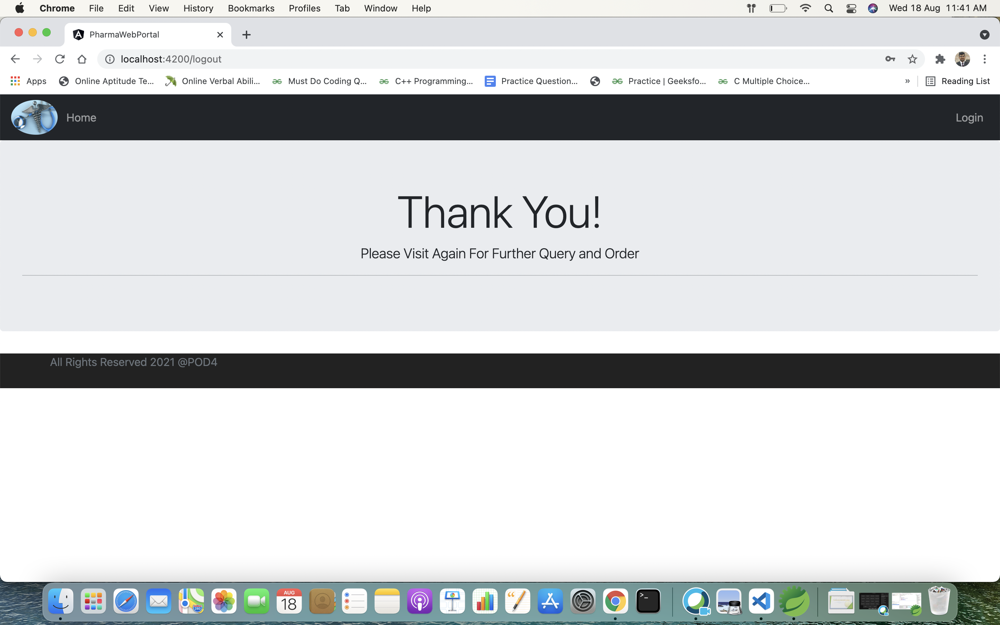 Chrome File Edit View History Bookmarks Profiles Tab Window Help Wed 18 Aug 11:41 AM
PharmaWebPortal
localhost:4200/logout
Apps Online Aptitude Te... Online Verbal Abili... Must Do Coding Q... C++ Programming... Practice Question... Practice | Geeksfo... C Multiple Choice... » Reading List
Home Login
Thank You!
Please Visit Again For Further Query and Order
All Rights Reserved 2021 @POD4
AUG
18
280